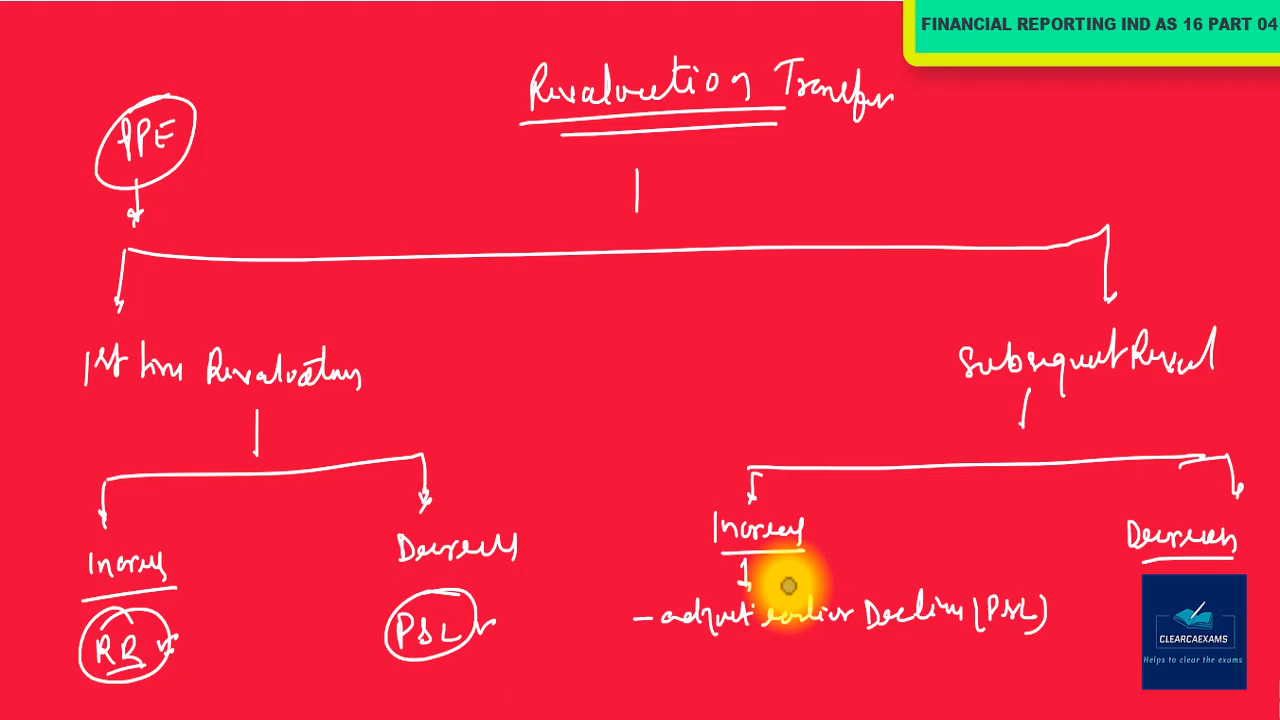 FINANCIAL REPORTING IND AS 16 PART 04
Revaluation Transfer
PPE
1st time Revaluation
Subsequent Reval
Increase
Decrease
Increase
Decrease
RR
PSL
- adjust earlier Decline (PSL)
CLEARCAEXAMS
Helps to clear the exams